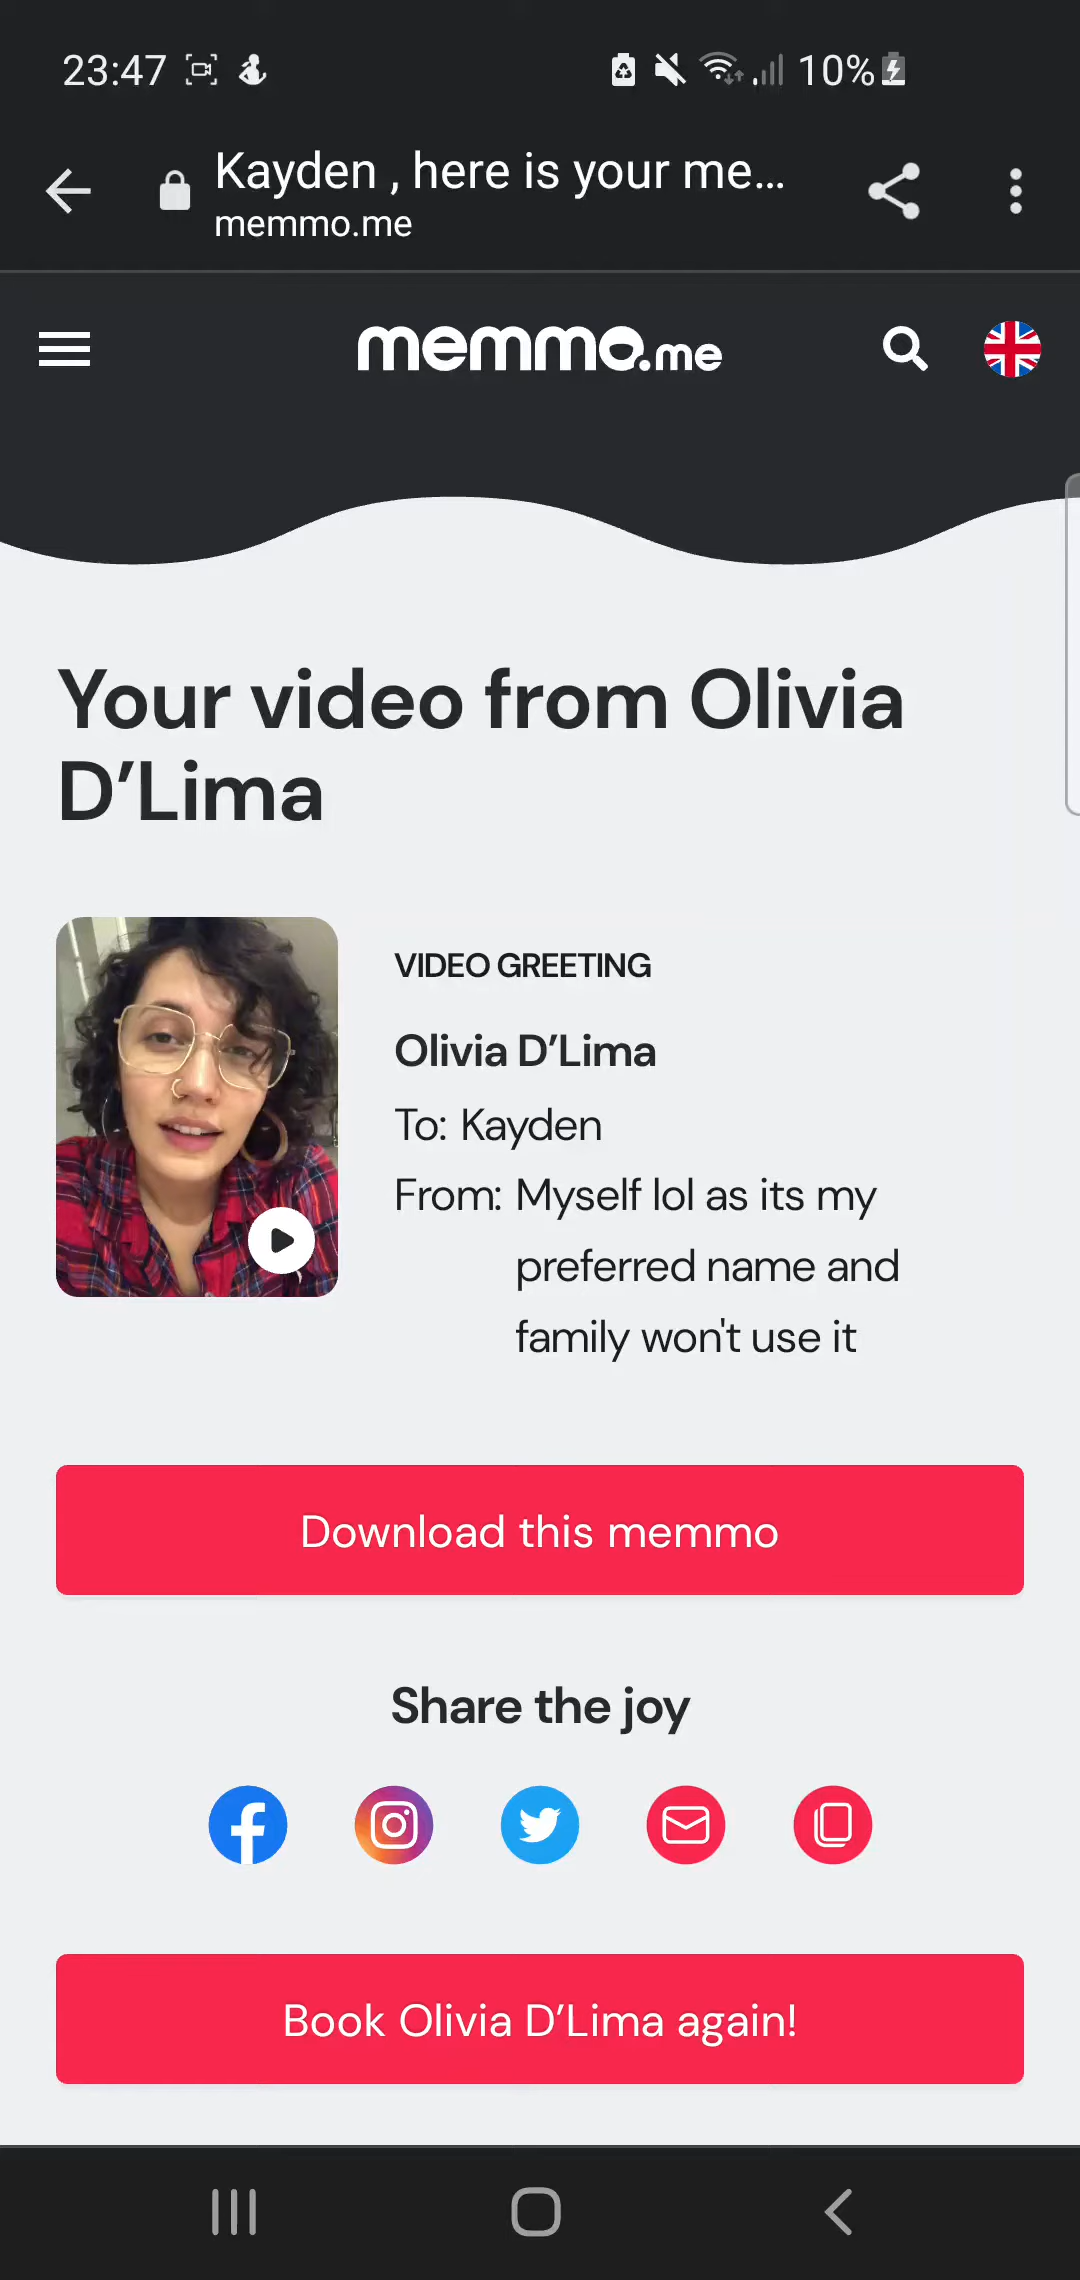 23:47
10%
Kayden , here is your me...
memmo.me
memmo.me
Your video from Olivia
D’Lima
VIDEO GREETING
Olivia D’Lima
To: Kayden
From: Myself lol as its my
preferred name and
family won't use it
Download this memmo
Share the joy
Book Olivia D’Lima again!